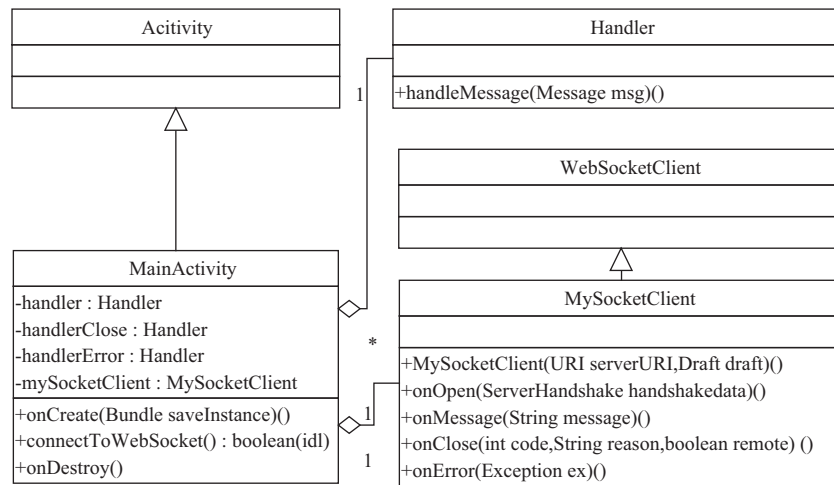 Acitivity
Handler
+handleMessage(Message msg)()
1
WebSocketClient
MainActivity
-handler : Handler
-handlerClose : Handler
-handlerError : Handler
-mySocketClient : MySocketClient
+onCreate(Bundle saveInstance)()
+connectToWebSocket() : boolean(idl)
+onDestroy()
*
1
1
MySocketClient
+MySocketClient(URI serverURI,Draft draft)()
+onOpen(ServerHandshake handshakedata)()
+onMessage(String message)()
+onClose(int code,String reason,boolean remote) ()
+onError(Exception ex)()